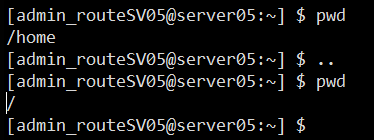 [admin_routeSV05@server05:~] $ pwd
/home
[admin_routeSV05@server05:~] $ ..
[admin_routeSV05@server05:~] $ pwd
/
[admin_routeSV05@server05:~] $